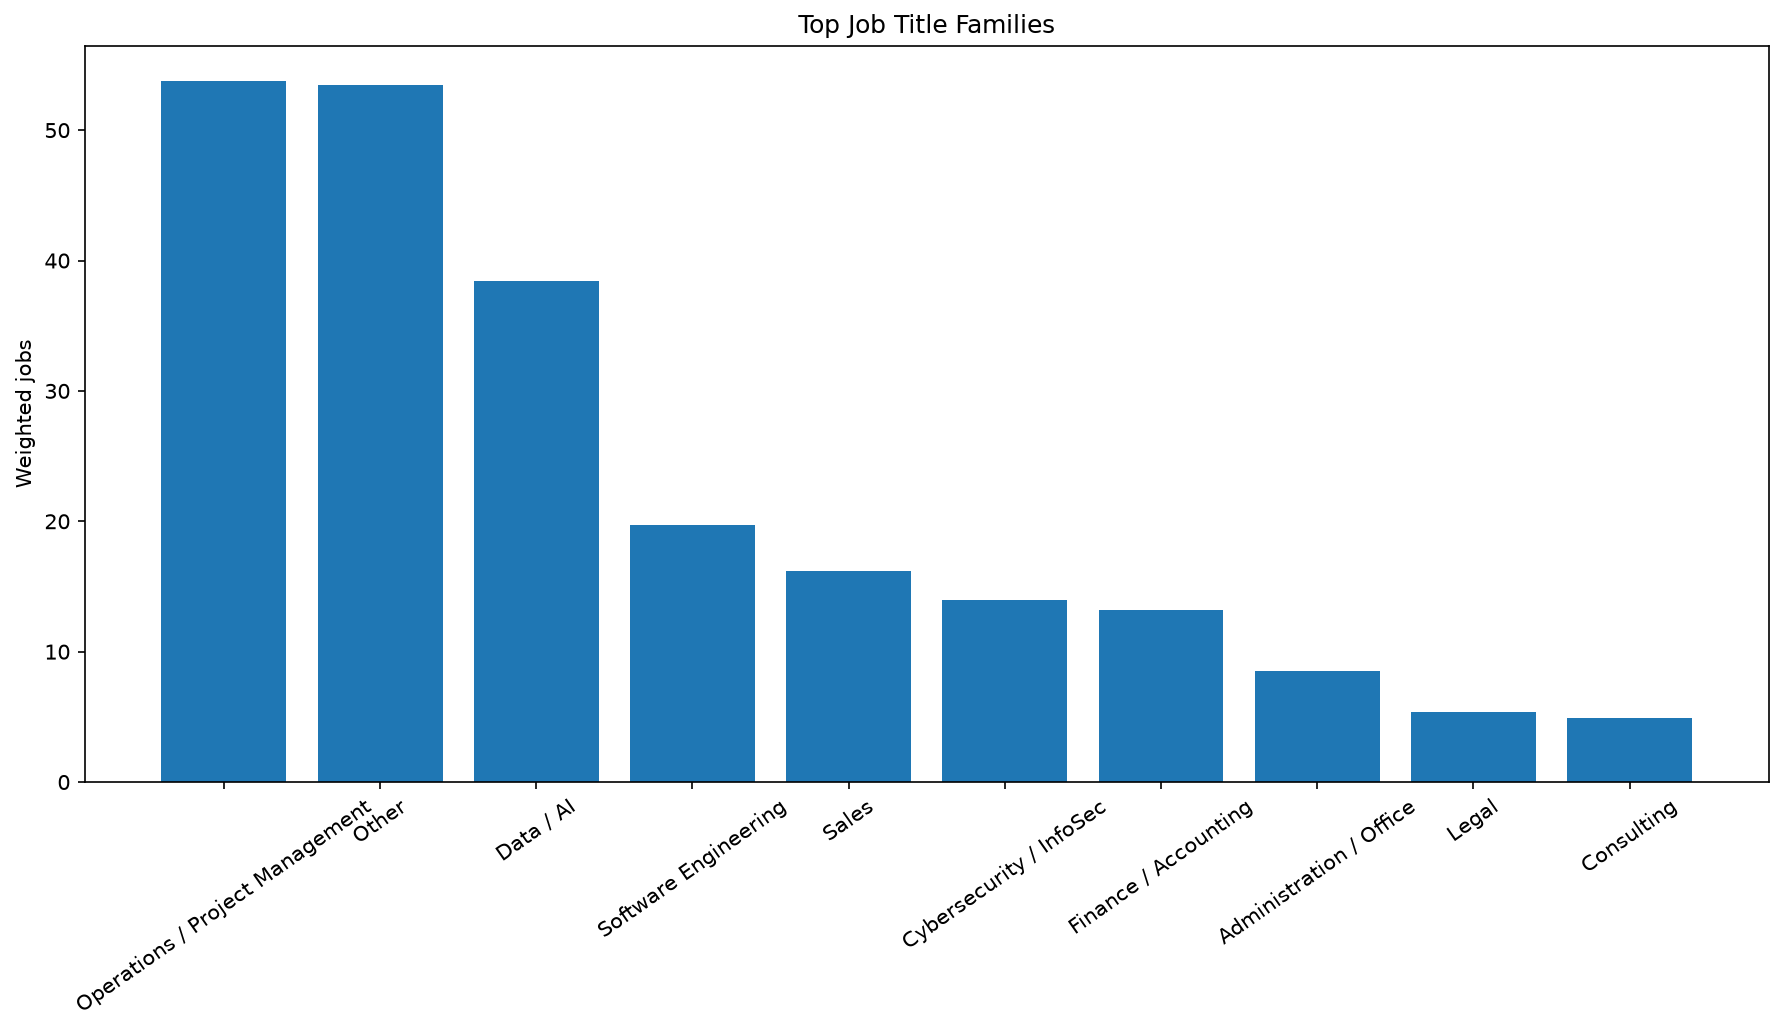 Top Job Title Families
Weighted jobs
50
40
30
20
10
0
Operations / Project Management
Other
Data / AI
Software Engineering
Sales
Cybersecurity / InfoSec
Finance / Accounting
Administration / Office
Legal
Consulting